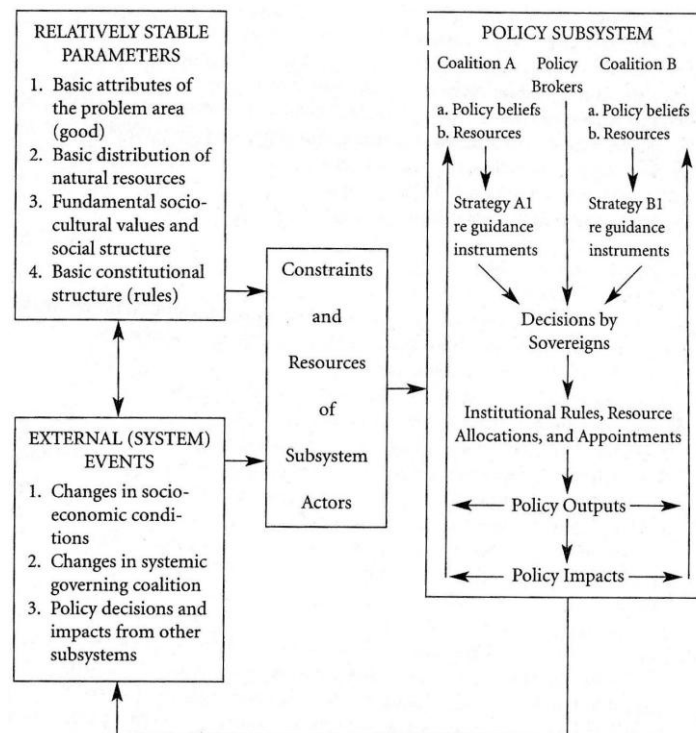 RELATIVELY STABLE
PARAMETERS
1. Basic attributes of
the problem area
(good)
2. Basic distribution of
natural resources
3. Fundamental socio-
cultural values and
social structure
4. Basic constitutional
structure (rules)
EXTERNAL (SYSTEM)
EVENTS
1. Changes in socio-
economic condi-
tions
2. Changes in systemic
governing coalition
3. Policy decisions and
impacts from other
subsystems
Constraints
and
Resources
of
Subsystem
Actors
POLICY SUBSYSTEM
Coalition A
Policy
Brokers
Coalition B
a. Policy beliefs
b. Resources
a. Policy beliefs
b. Resources
Strategy A1
re guidance
instruments
Strategy B1
re guidance
instruments
Decisions by
Sovereigns
Institutional Rules, Resource
Allocations, and Appointments
Policy Outputs
Policy Impacts